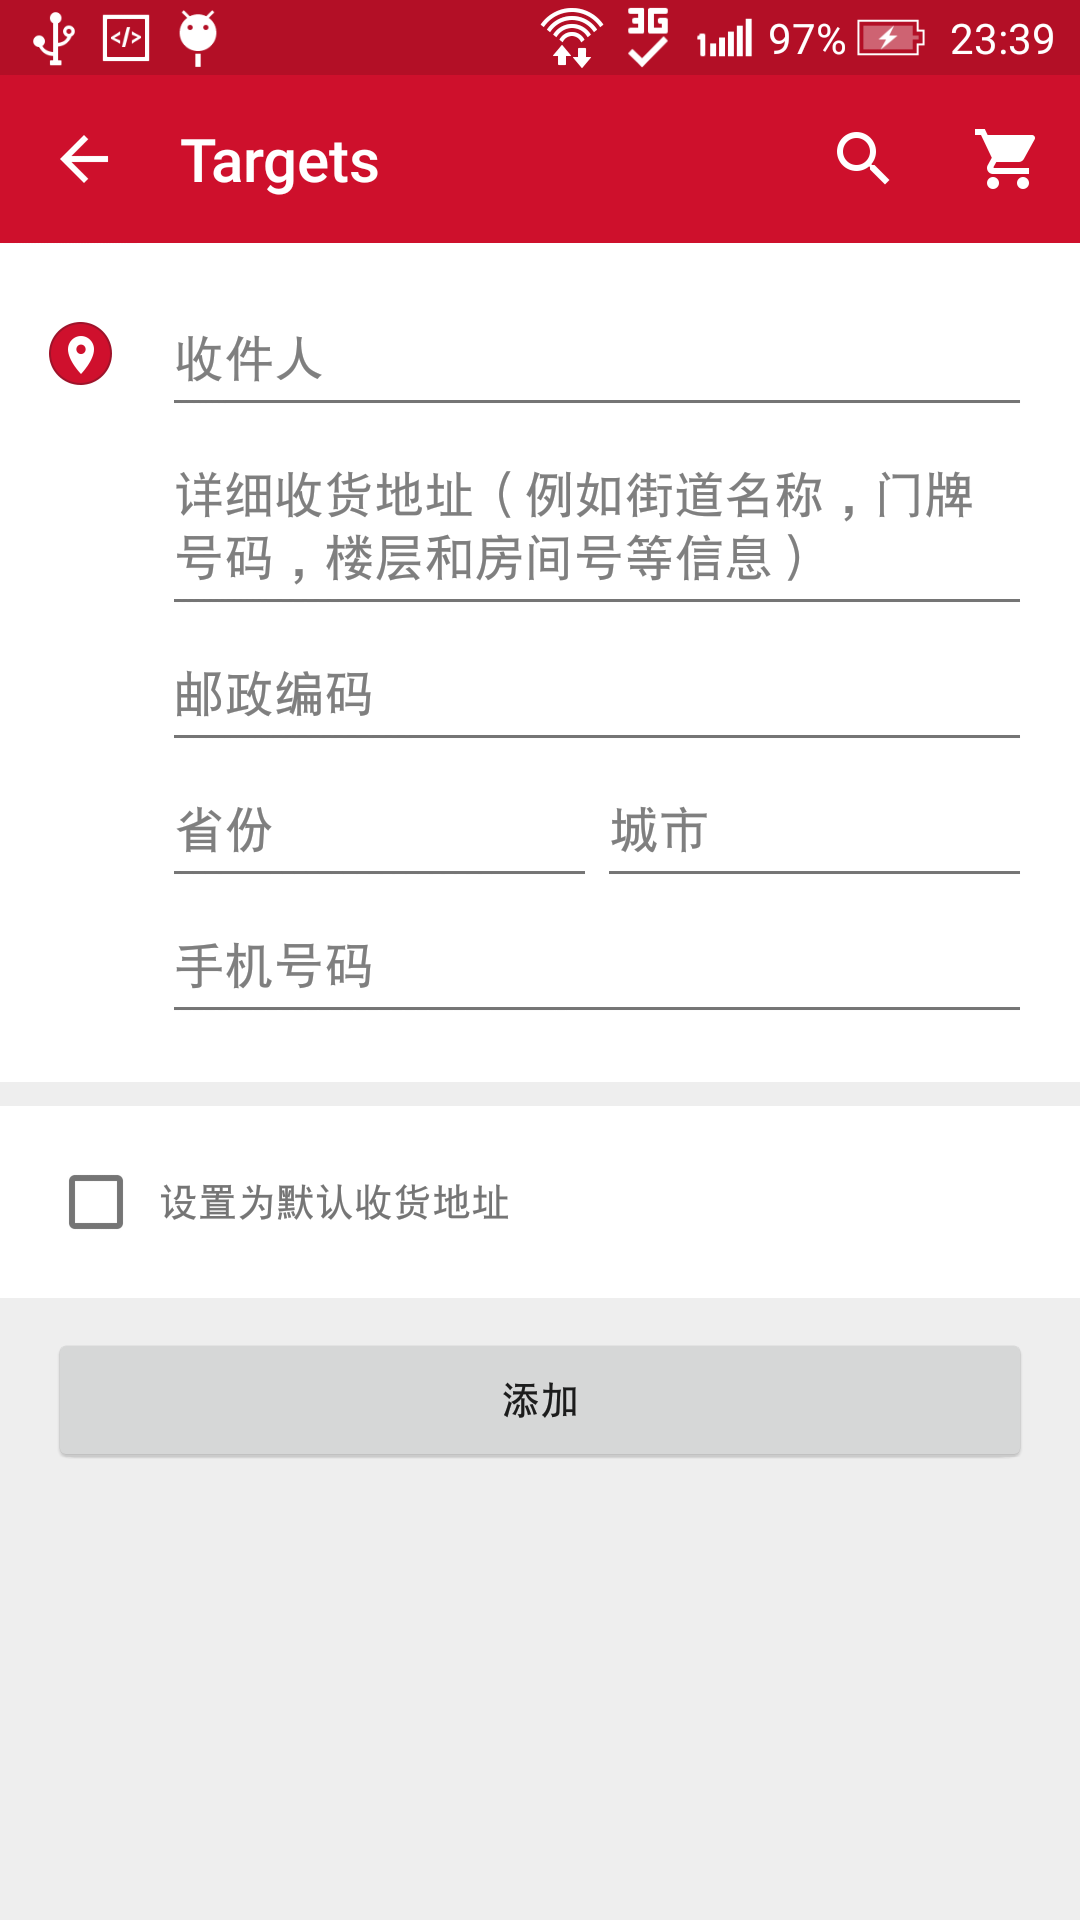 3G 1 97% 23:39
Targets
收件人
详细收货地址（例如街道名称，门牌
号码，楼层和房间号等信息）
邮政编码
省份 城市
手机号码
设置为默认收货地址
添加